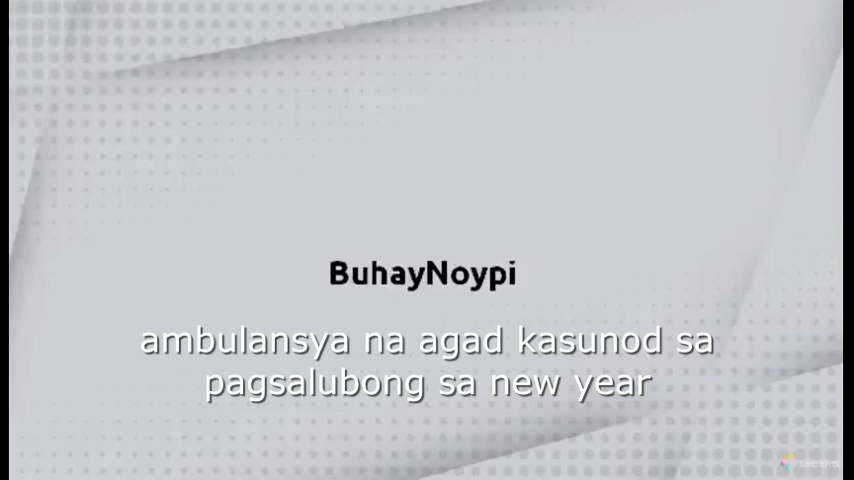 BuhayNoypi
ambulansya na agad kasunod sa
pagsalubong sa new year